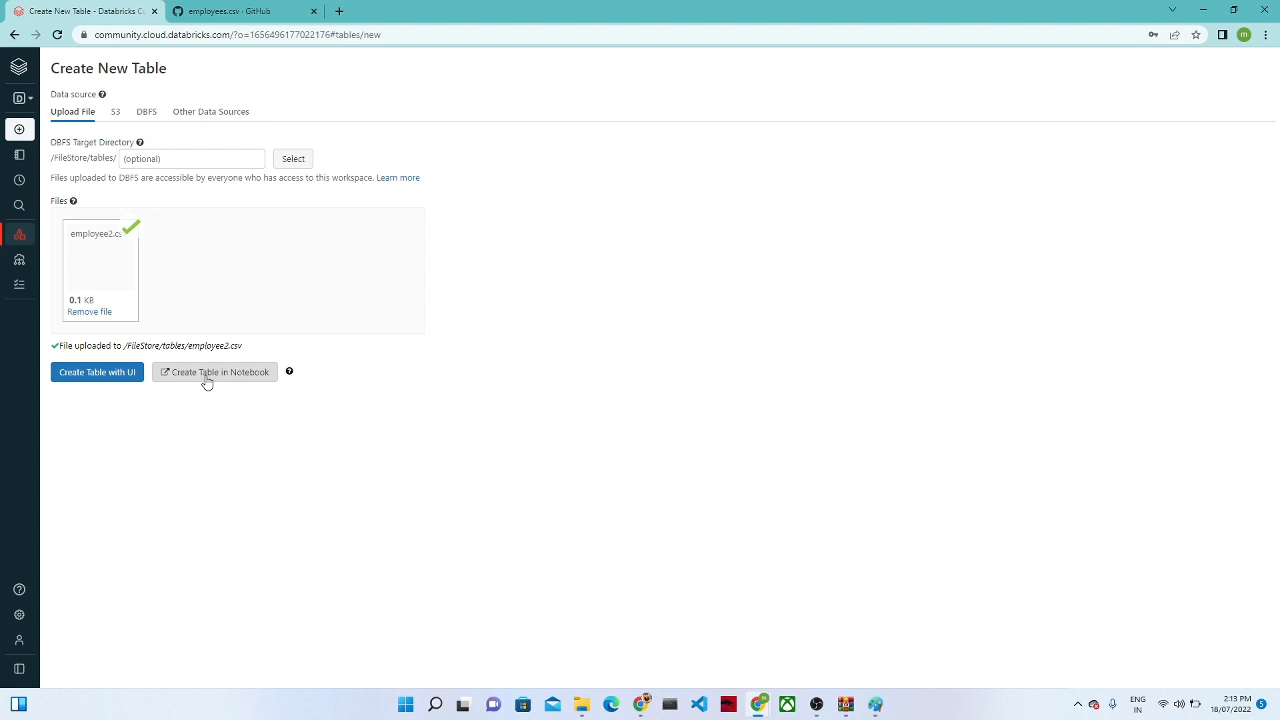 Create New Table - Databricks Co
employees.csv · GitHub
community.cloud.databricks.com/?o=1656496177022176#tables/new
m
Create New Table
Data source
Upload File
S3
DBFS
Other Data Sources
DBFS Target Directory
/FileStore/tables/
(optional)
Select
Files uploaded to DBFS are accessible by everyone who has access to this workspace. Learn more
Files
employee2.cs
0.1 KB
Remove file
File uploaded to /FileStore/tables/employee2.csv
Create Table with UI
Create Table in Notebook
D
ENG
IN
2:13 PM
18/07/2022
5